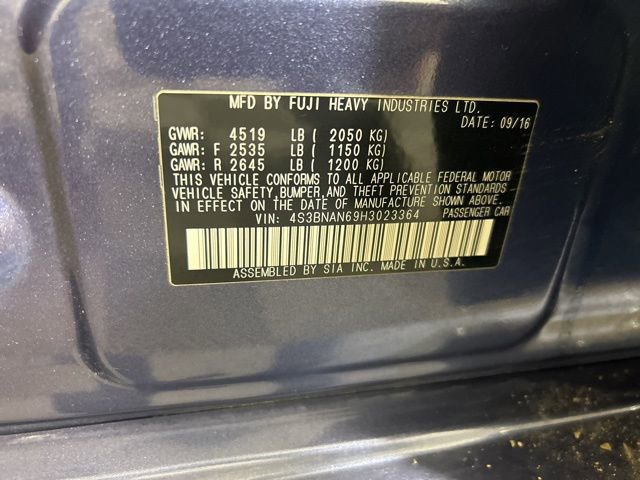 MFD BY FUJI HEAVY INDUSTRIES LTD.
DATE: 09/16
GVWR: 4519 LB ( 2050 KG)
GAWR: F 2535 LB ( 1150 KG)
GAWR: R 2645 LB ( 1200 KG)
THIS VEHICLE CONFORMS TO ALL APPLICABLE FEDERAL MOTOR
VEHICLE SAFETY,BUMPER,AND THEFT PREVENTION STANDARDS
IN EFFECT ON THE DATE OF MANUFACTURE SHOWN ABOVE.
VIN: 4S3BNAN69H3023364 PASSENGER CAR
ASSEMBLED BY SIA INC. MADE IN U.S.A.